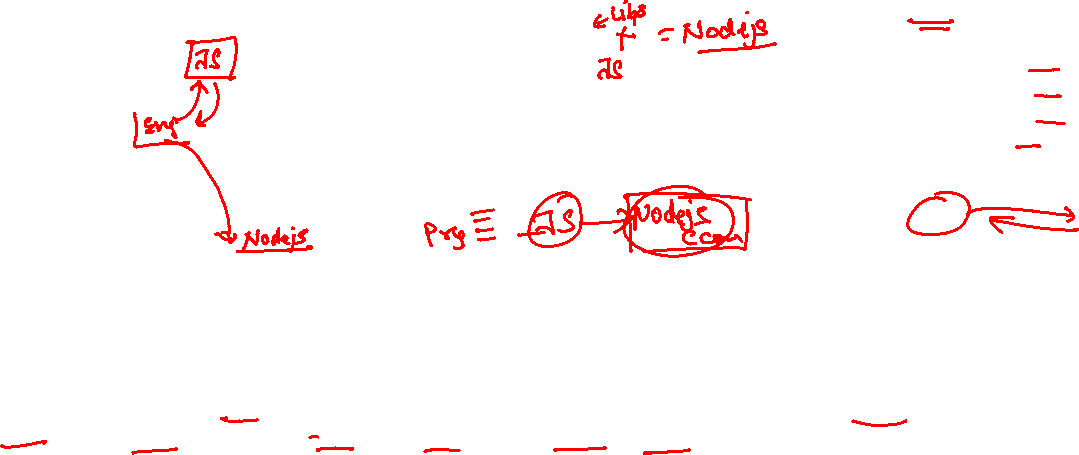 Libs
+ = Nodejs
JS
JS
Eng
Nodejs
Prg JS Nodejs